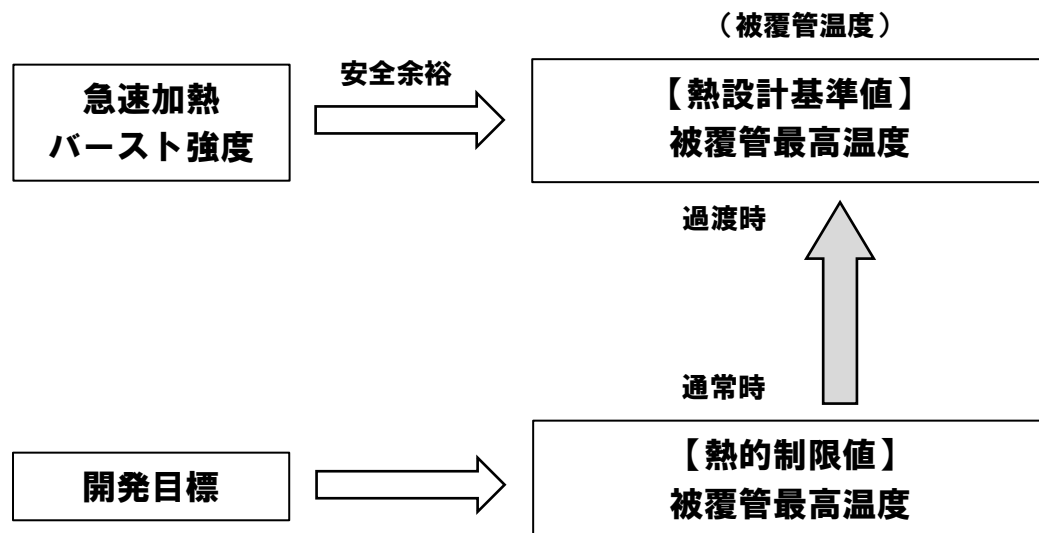 （被覆管温度）
急速加熱
バースト強度
安全余裕
【熱設計基準値】
被覆管最高温度
過渡時
通常時
開発目標
【熱的制限値】
被覆管最高温度